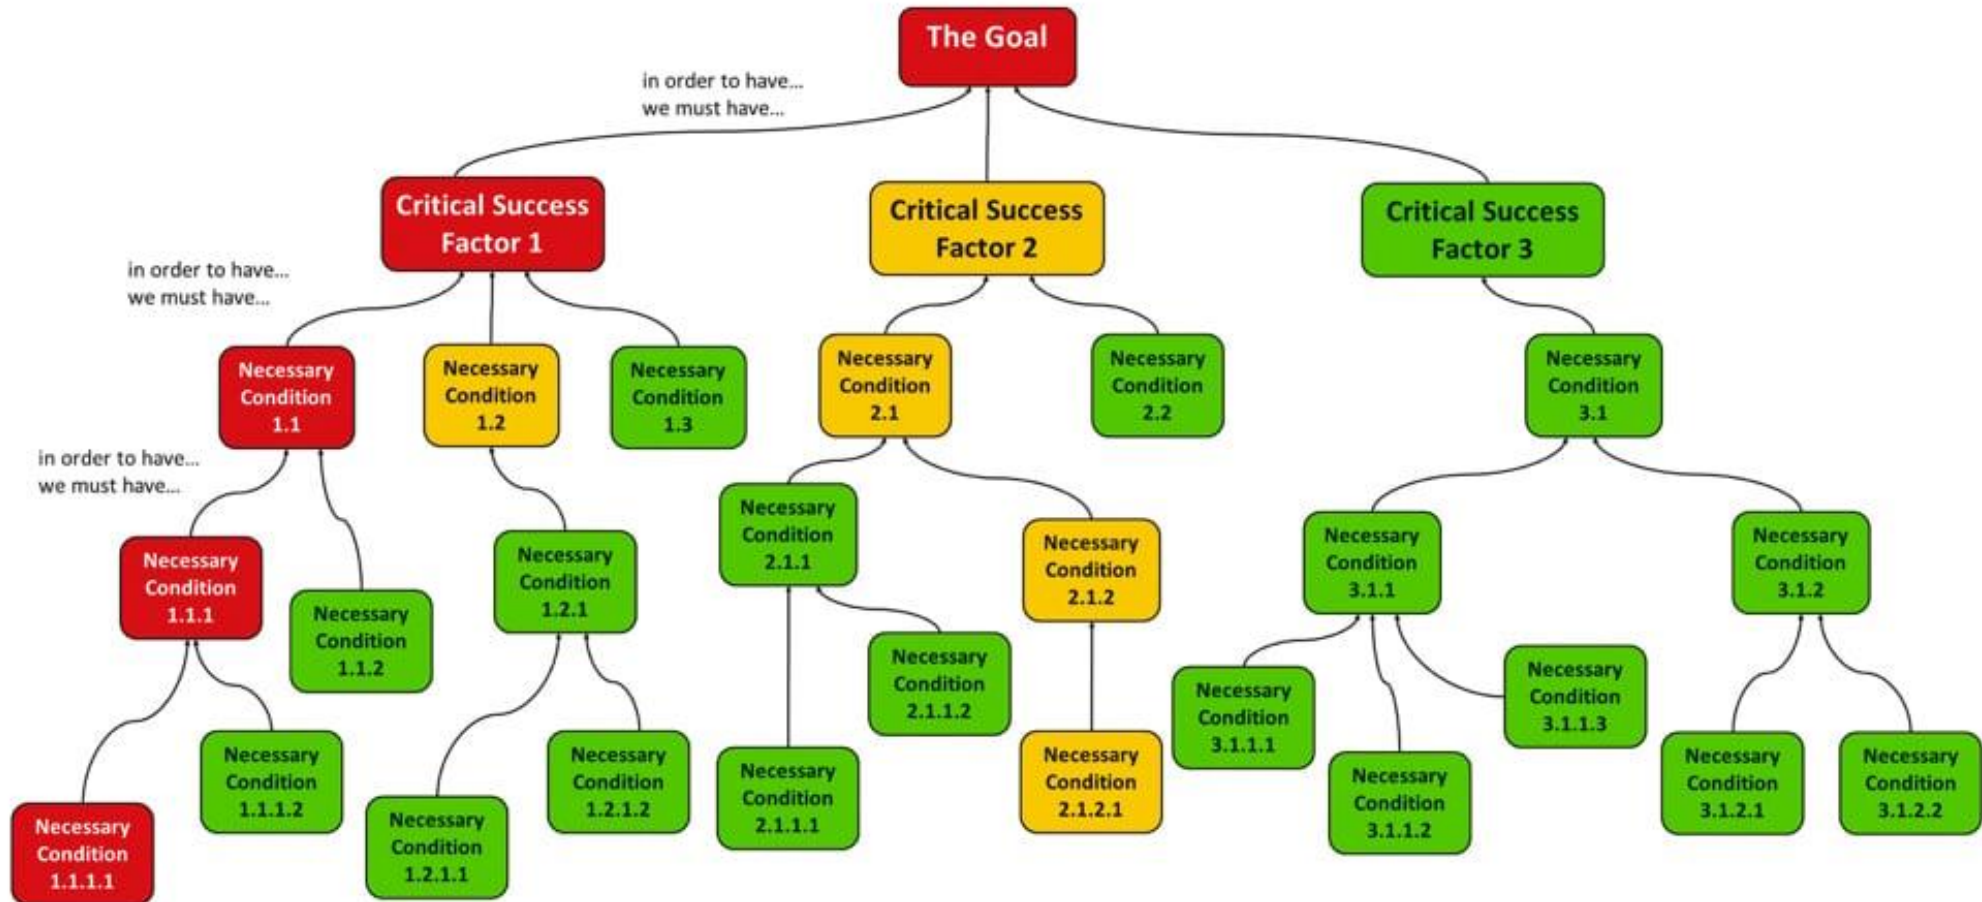 The Goal
in order to have...
we must have...
Critical Success
Factor 1
Critical Success
Factor 2
Critical Success
Factor 3
in order to have...
we must have...
Necessary
Condition
1.1
Necessary
Condition
1.2
Necessary
Condition
1.3
Necessary
Condition
2.1
Necessary
Condition
2.2
Necessary
Condition
3.1
in order to have...
we must have...
Necessary
Condition
1.1.1
Necessary
Condition
1.1.2
Necessary
Condition
1.2.1
Necessary
Condition
2.1.1
Necessary
Condition
2.1.2
Necessary
Condition
3.1.1
Necessary
Condition
3.1.2
Necessary
Condition
1.1.1.1
Necessary
Condition
1.1.1.2
Necessary
Condition
1.2.1.1
Necessary
Condition
1.2.1.2
Necessary
Condition
2.1.1.1
Necessary
Condition
2.1.1.2
Necessary
Condition
2.1.2.1
Necessary
Condition
3.1.1.1
Necessary
Condition
3.1.1.2
Necessary
Condition
3.1.1.3
Necessary
Condition
3.1.2.1
Necessary
Condition
3.1.2.2